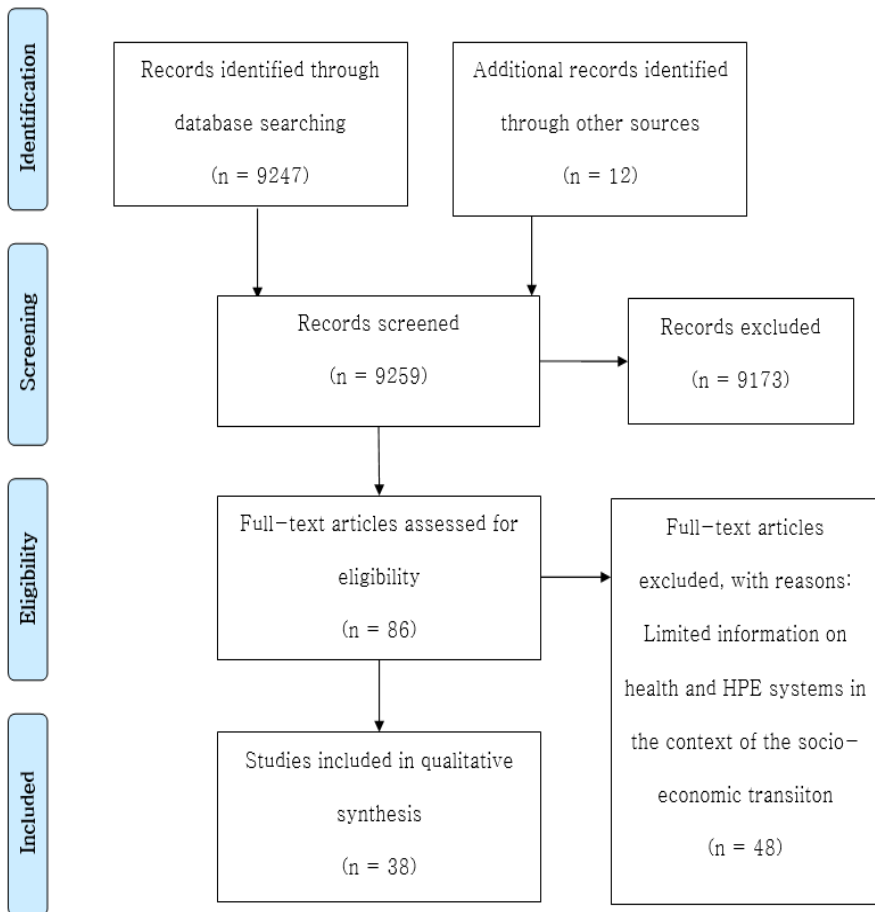 Identification
Records identified through
database searching
(n = 9247)
Additional records identified
through other sources
(n = 12)
Screening
Records screened
(n = 9259)
Records excluded
(n = 9173)
Eligibility
Full-text articles assessed for
eligibility
(n = 86)
Full-text articles
excluded, with reasons:
Limited information on
health and HPE systems in
the context of the socio-
economic transiiton
(n = 48)
Included
Studies included in qualitative
synthesis
(n = 38)